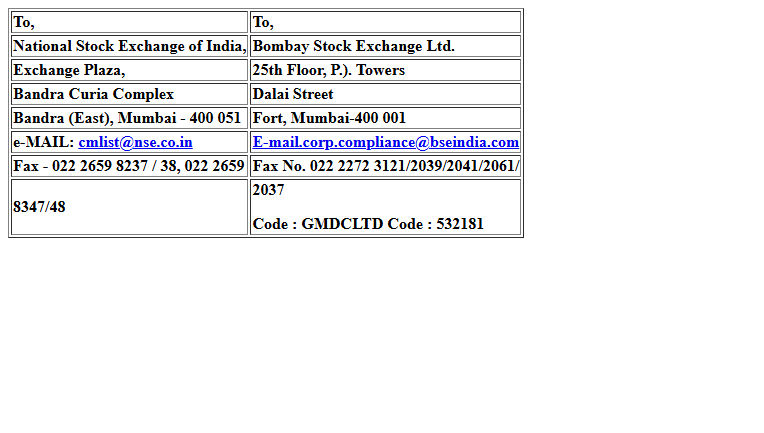 To, To,
National Stock Exchange of India, Bombay Stock Exchange Ltd.
Exchange Plaza, 25th Floor, P.). Towers
Bandra Curia Complex Dalai Street
Bandra (East), Mumbai - 400 051 Fort, Mumbai-400 001
e-MAIL: cmlist@nse.co.in E-mail.corp.compliance@bseindia.com
Fax - 022 2659 8237 / 38, 022 2659 Fax No. 022 2272 3121/2039/2041/2061/
8347/48 2037
Code : GMDCLTD Code : 532181